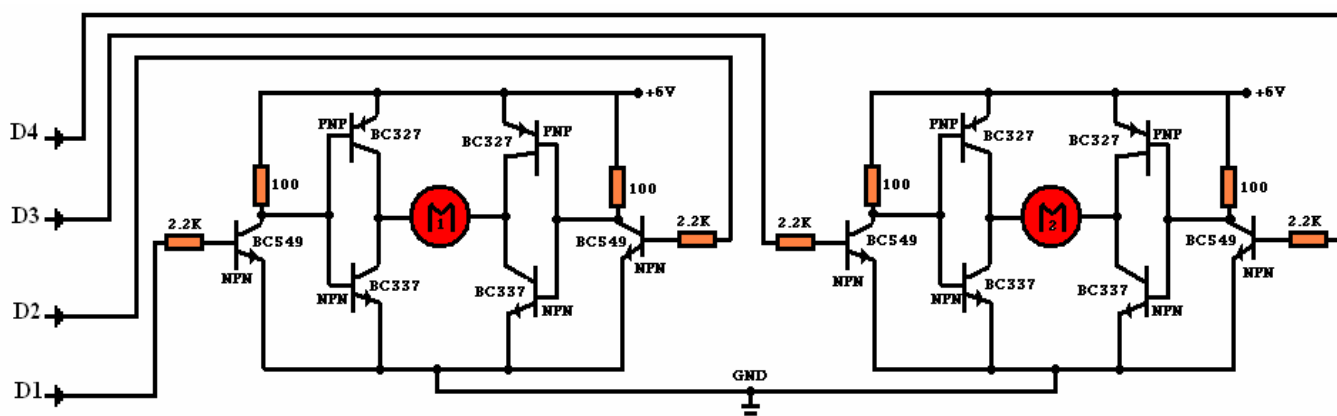 +6V
+6V
D4
PNP
BC327
BC327
PNP
PNP
BC327
BC327
PNP
100
100
100
100
D3
2.2K
M
1
2.2K
2.2K
M
2
2.2K
BC549
BC549
BC549
BC549
NPN
NPN
NPN
NPN
BC337
BC337
NPN
NPN
BC337
BC337
NPN
NPN
D2
GND
D1